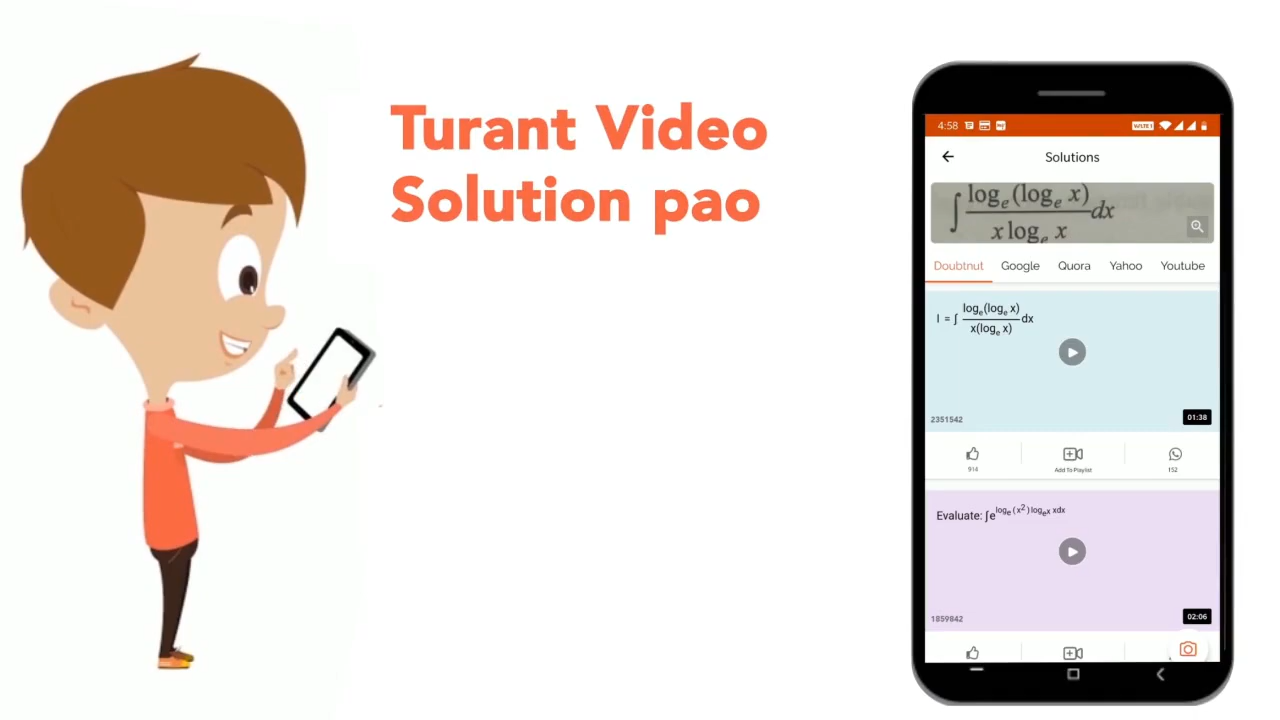 Turant Video
Solution pao
4:58
VoLTE1
Solutions
∫ logₑ(logₑ x) / x logₑ x dx
Doubtnut Google Quora Yahoo Youtube
I = ∫ logₑ(logₑ x) / x(logₑ x) dx
2351542 01:38
914 Add To Playlist 152
Evaluate: ∫e^logₑ(x²)logₑx xdx
1859842 02:06